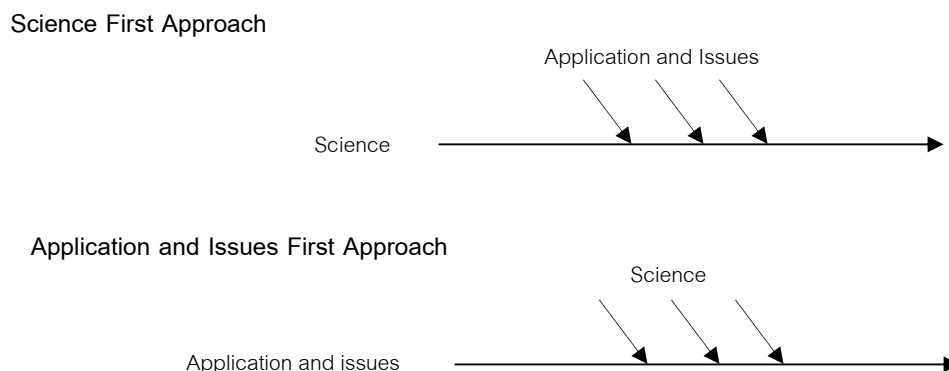 Science First Approach
Application and Issues
Science
Application and Issues First Approach
Science
Application and issues